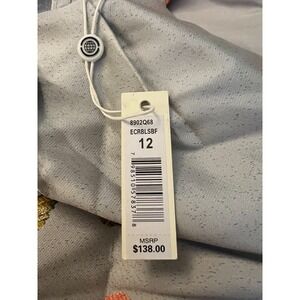 8902Q68
ECRBLSBF
12
MSRP
$138.00